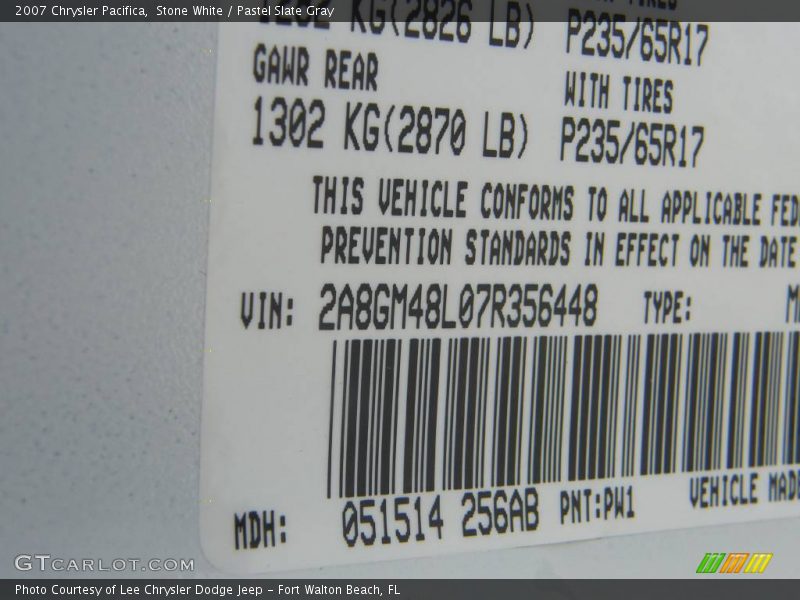 2007 Chrysler Pacifica, Stone White / Pastel Slate Gray
KG(2826 LB) P235/65R17
GAWR REAR WITH TIRES
1302 KG(2870 LB) P235/65R17
THIS VEHICLE CONFORMS TO ALL APPLICABLE FED
PREVENTION STANDARDS IN EFFECT ON THE DATE
VIN: 2A8GM48L07R356448 TYPE:
MDH: 051514 256AB PNT:PW1 VEHICLE MADE
GTCARLOT.COM
Photo Courtesy of Lee Chrysler Dodge Jeep - Fort Walton Beach, FL